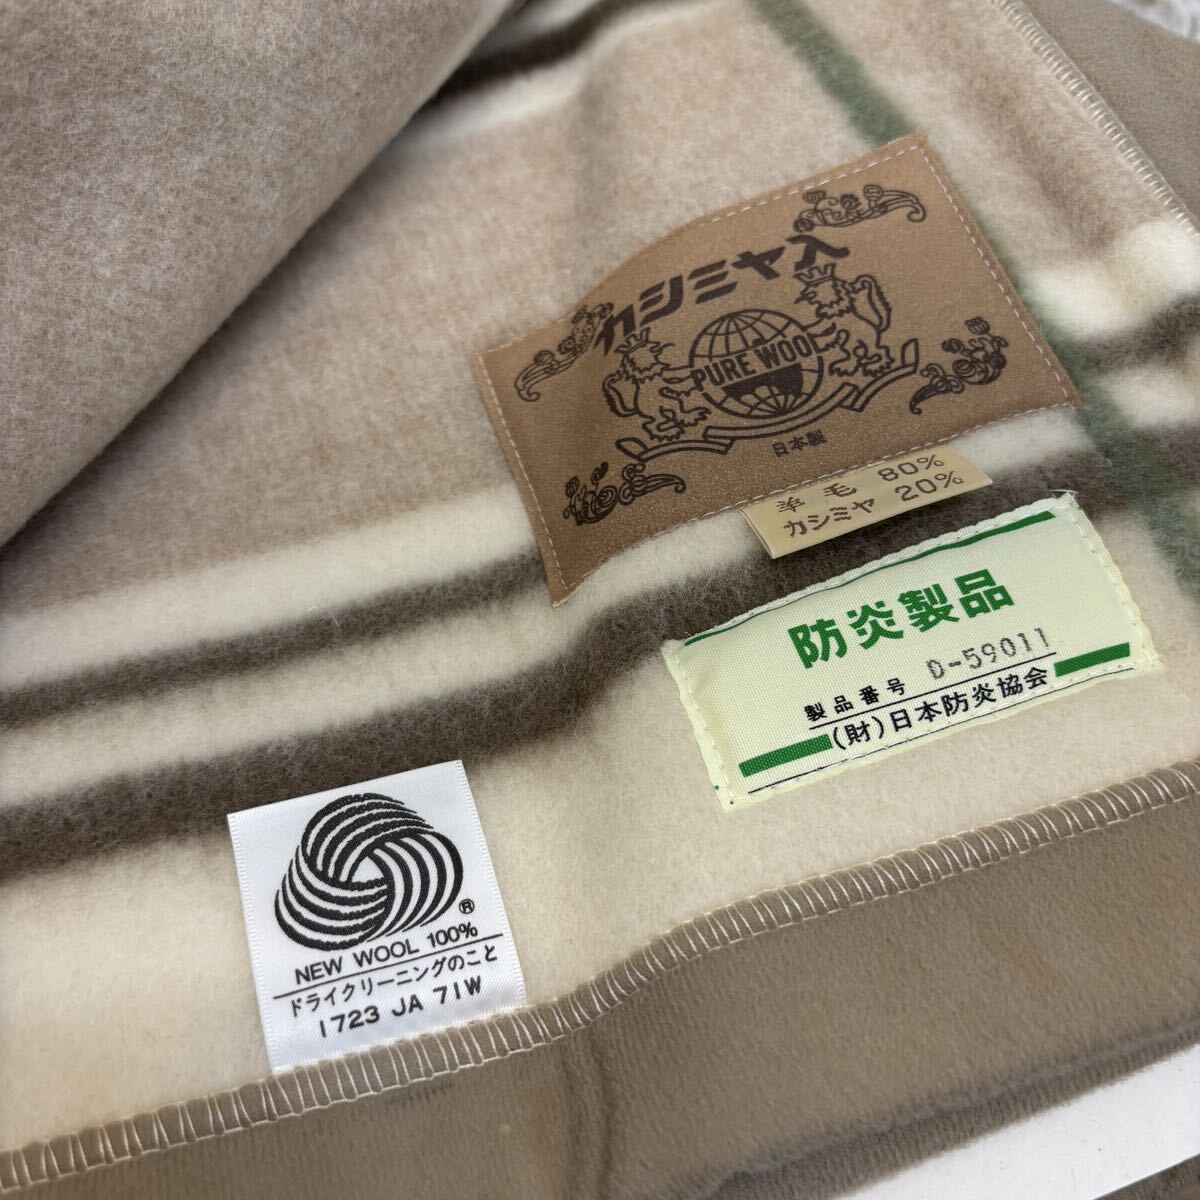 カシミヤ入
PURE WOOL
日本製
羊毛 80%
カシミヤ 20%
防炎製品
製品番号 0-59011
(財)日本防炎協会
®
NEW WOOL 100%
ドライクリーニングのこと
1723 JA 71W